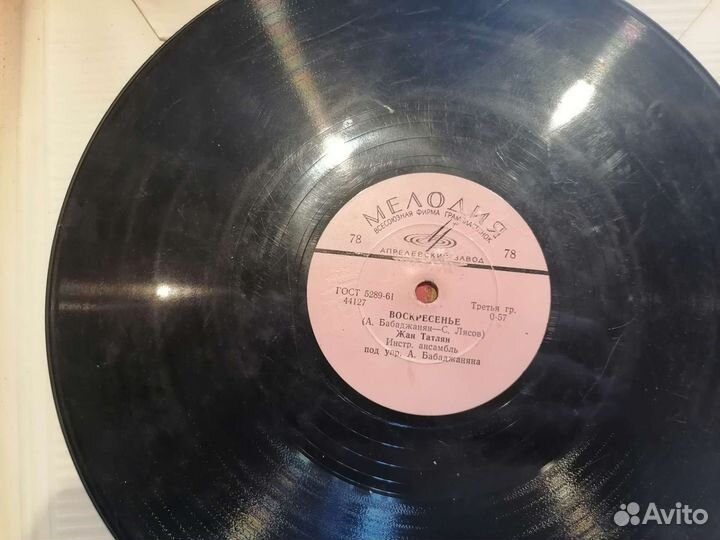 МЕЛОДИЯ
ВСЕСОЮЗНАЯ ФИРМА ГРАМПЛАСТИНОК
78
78
АПРЕЛЕВСКИЙ ЗАВОД
ГОСТ 5289-61
44127
Третья гр.
0-57
ВОСКРЕСЕНЬЕ
(А. Бабаджанян—С. Лясов)
Жан Татлян
Инстр. ансамбль
под упр. А. Бабаджаняна
Avito